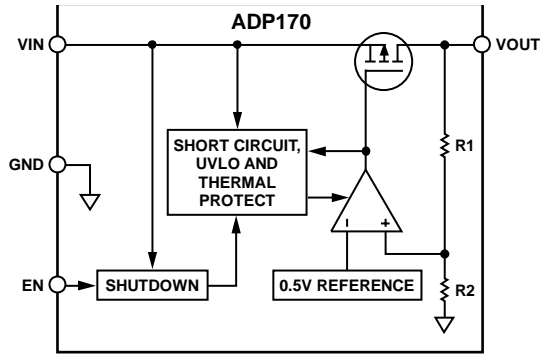 ADP170
VIN
VOUT
SHORT CIRCUIT,
UVLO AND
THERMAL
PROTECT
R1
GND
– +
EN
SHUTDOWN
0.5V REFERENCE
R2